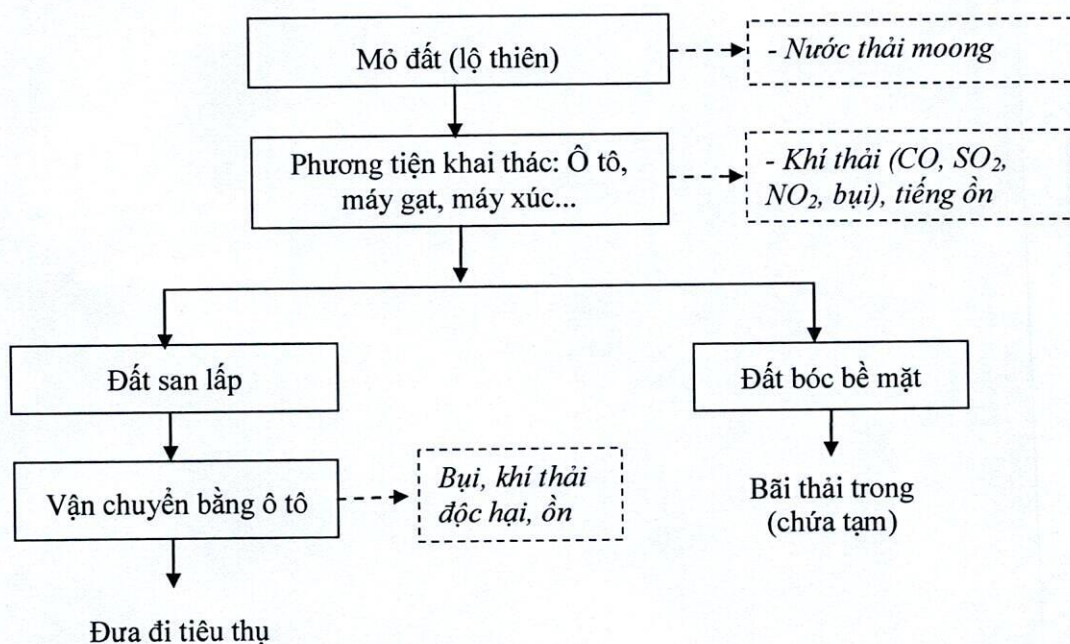 Mỏ đất (lộ thiên)
- Nước thải moong
Phương tiện khai thác: Ô tô,
máy gạt, máy xúc...
- Khí thải (CO, SO₂,
NO₂, bụi), tiếng ồn
Đất san lấp
Đất bóc bề mặt
Vận chuyển bằng ô tô
Bụi, khí thải
độc hại, ồn
Bãi thải trong
(chứa tạm)
Đưa đi tiêu thụ